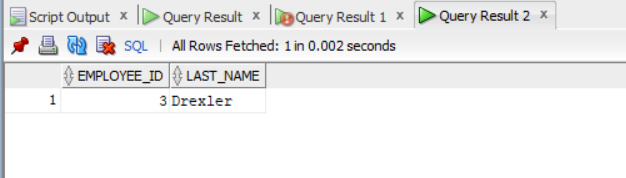 Script Output x Query Result x Query Result 1 x Query Result 2 x
SQL | All Rows Fetched: 1 in 0.002 seconds
EMPLOYEE_ID LAST_NAME
1 3 Drexler